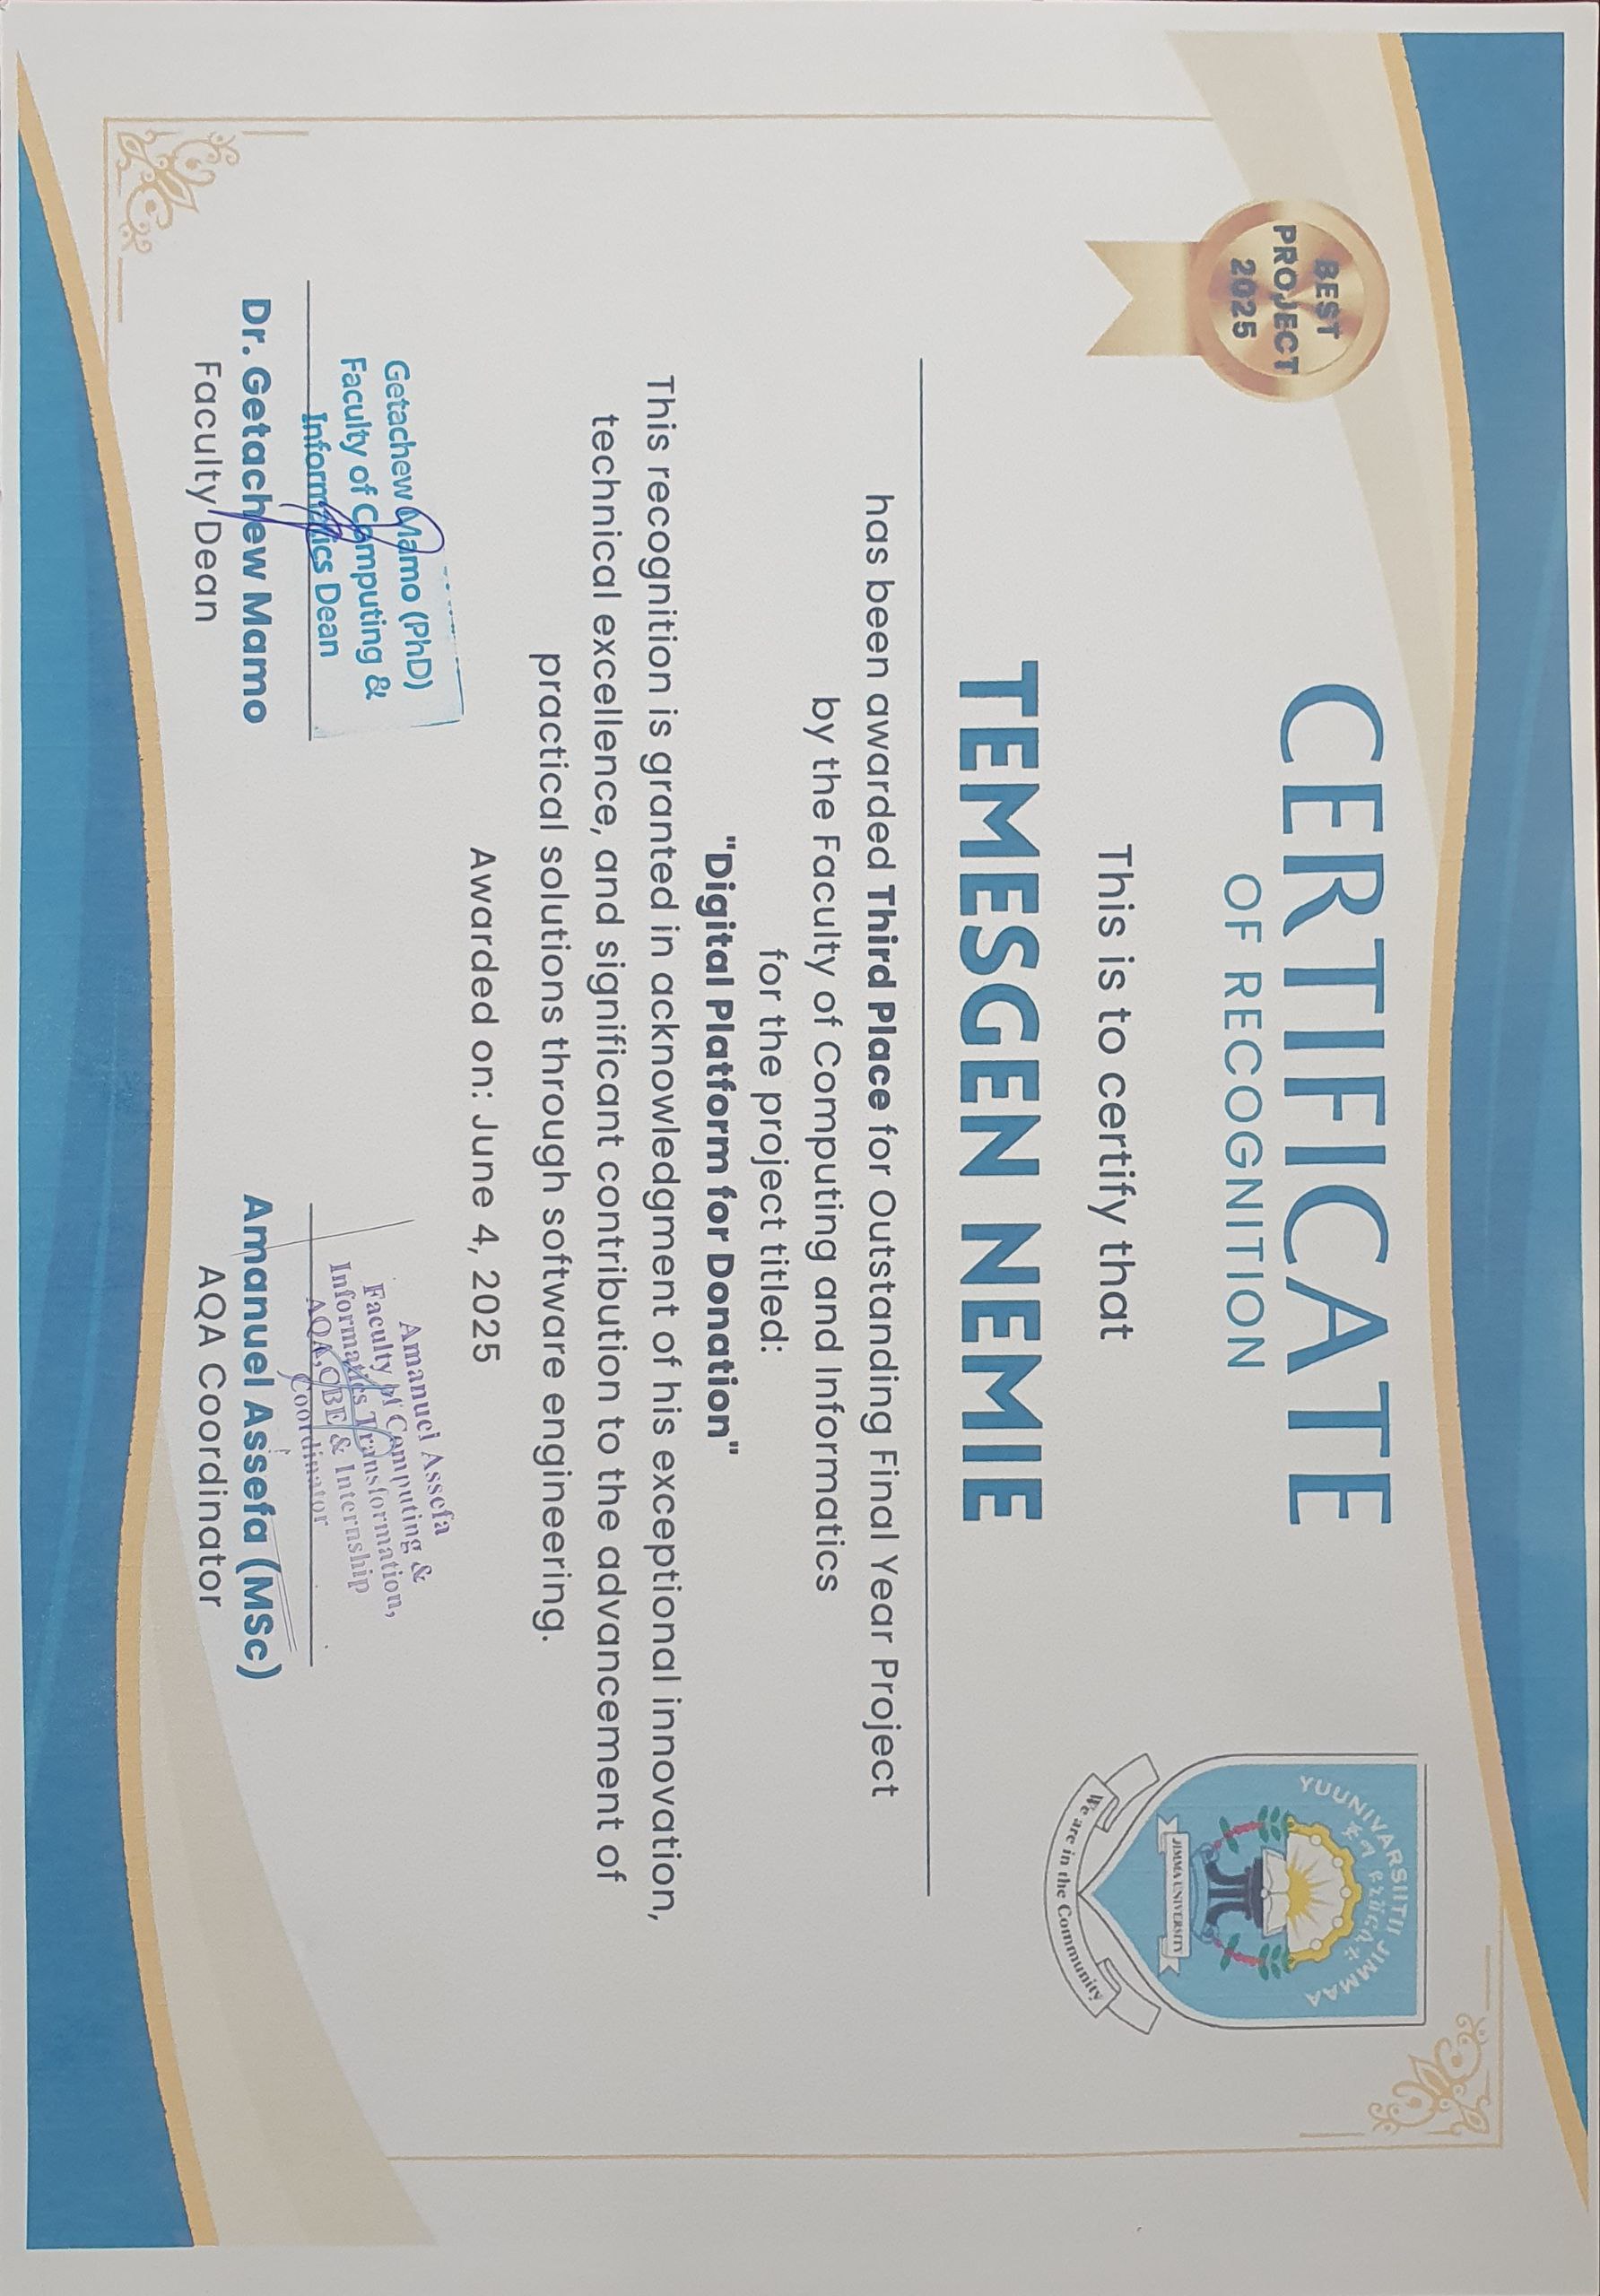 BEST
PROJECT
2025
CERTIFICATE
OF RECOGNITION
YUUNIVARSIITII JIMMAA
JIMMA UNIVERSITY
We are in the Community
This is to certify that
TEMESGEN NEMIE
has been awarded Third Place for Outstanding Final Year Project
by the Faculty of Computing and Informatics
for the project titled:
"Digital Platform for Donation"
This recognition is granted in acknowledgment of his exceptional innovation,
technical excellence, and significant contribution to the advancement of
practical solutions through software engineering.
Awarded on: June 4, 2025
Getachew Mamo (PhD)
Faculty of Computing &
Informatics Dean
Dr. Getachew Mamo
Faculty Dean
Amanuel Assefa
Faculty of Computing &
Informatics Transformation,
AQA, CBE & Internship
Coordinator
Amanuel Assefa (MSc)
AQA Coordinator